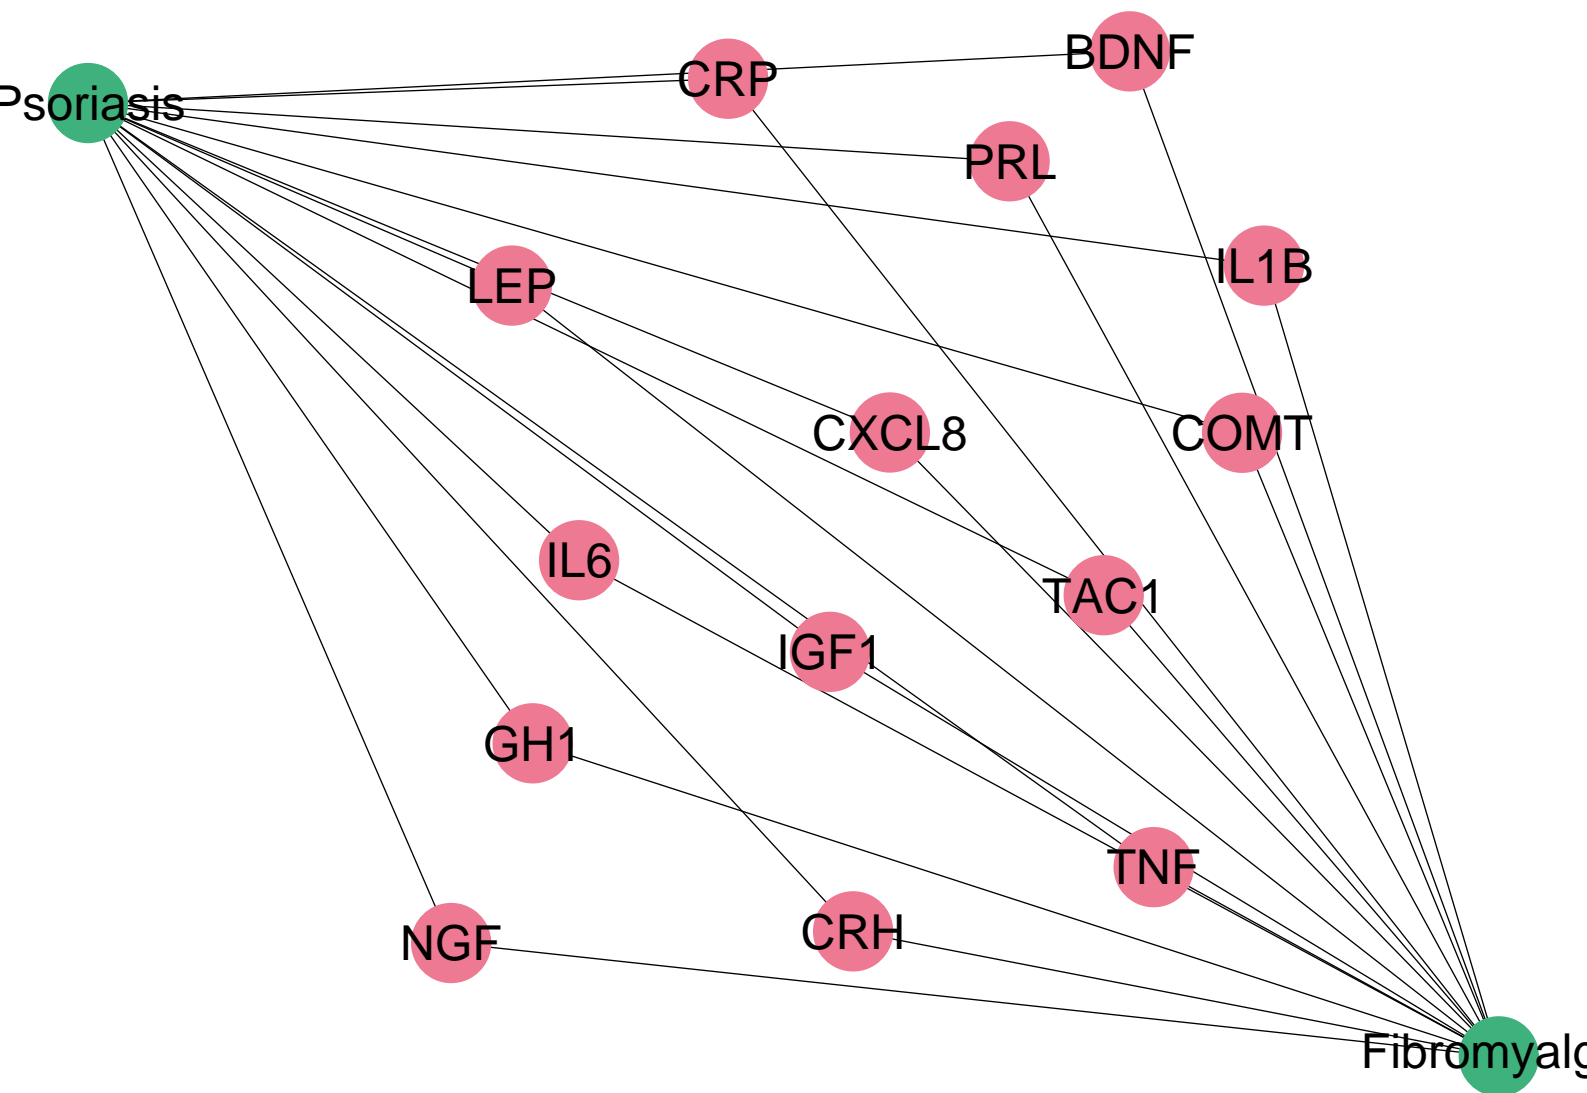 BDNF
CRP
Psoriasis
PRL
IL1B
LEP
CXCL8
COMT
IL6
TAC1
IGF1
GH1
TNF
CRH
NGF
Fibromyalg